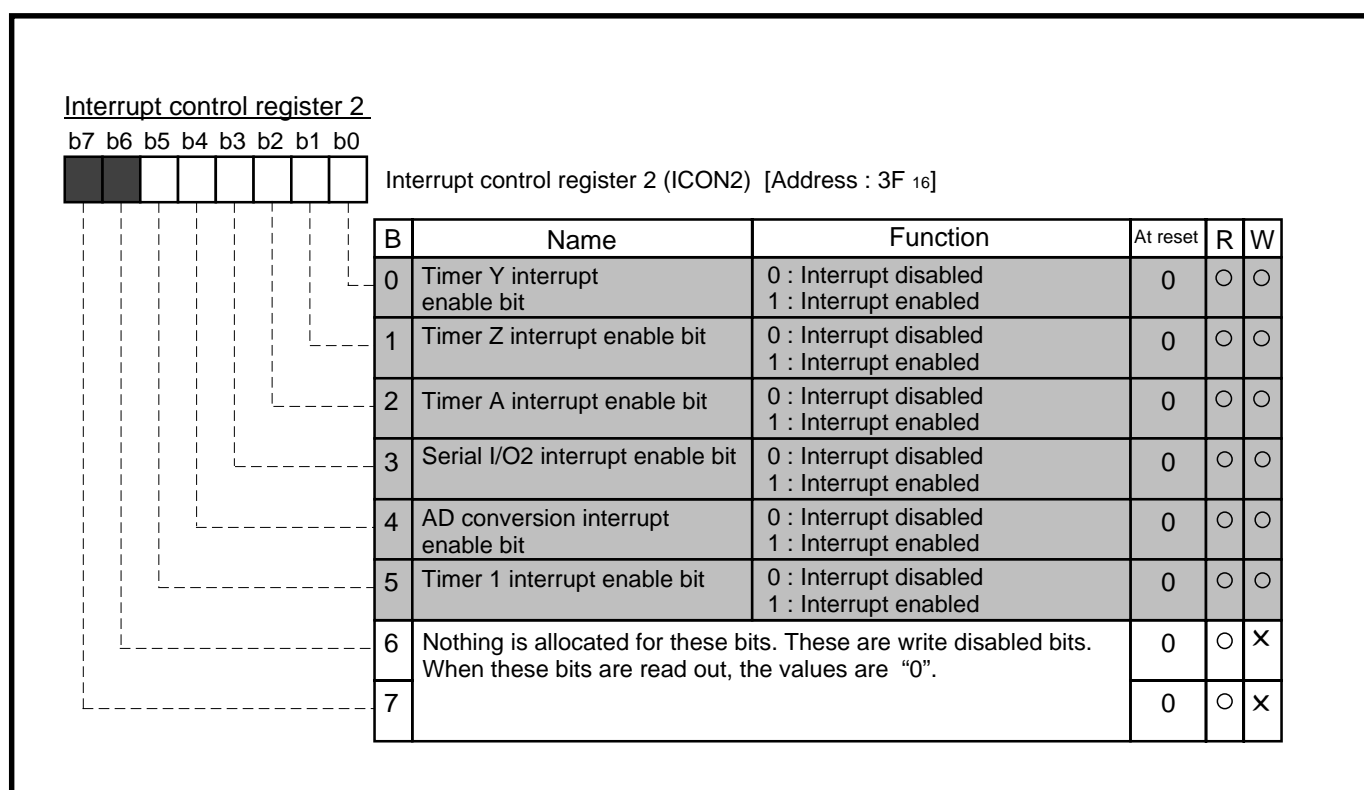 Interrupt control register 2
b7 b6 b5 b4 b3 b2 b1 b0
Interrupt control register 2 (ICON2) [Address : 3F 16]
B Name Function At reset R W
0 Timer Y interrupt enable bit 0 : Interrupt disabled 1 : Interrupt enabled 0 ○ ○
1 Timer Z interrupt enable bit 0 : Interrupt disabled 1 : Interrupt enabled 0 ○ ○
2 Timer A interrupt enable bit 0 : Interrupt disabled 1 : Interrupt enabled 0 ○ ○
3 Serial I/O2 interrupt enable bit 0 : Interrupt disabled 1 : Interrupt enabled 0 ○ ○
4 AD conversion interrupt enable bit 0 : Interrupt disabled 1 : Interrupt enabled 0 ○ ○
5 Timer 1 interrupt enable bit 0 : Interrupt disabled 1 : Interrupt enabled 0 ○ ○
6 Nothing is allocated for these bits. These are write disabled bits. 0 ○ ×
When these bits are read out, the values are “0”.
7 0 ○ ×